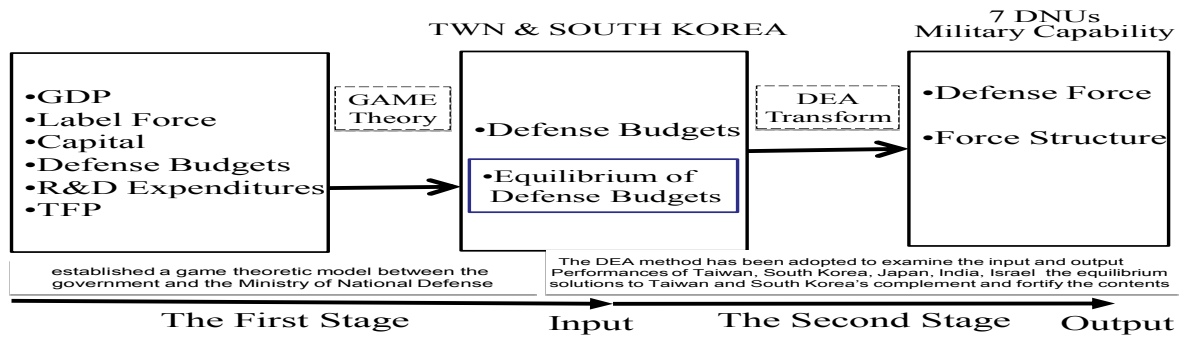 TWN & SOUTH KOREA
7 DNUs
Military Capability
•GDP
•Label Force
•Capital
•Defense Budgets
•R&D Expenditures
•TFP
GAME
Theory
•Defense Budgets
•Equilibrium of
Defense Budgets
DEA
Transform
•Defense Force
•Force Structure
established a game theoretic model between the
government and the Ministry of National Defense
The DEA method has been adopted to examine the input and output
Performances of Taiwan, South Korea, Japan, India, Israel the equilibrium
solutions to Taiwan and South Korea's complement and fortify the contents
The First Stage
Input
The Second Stage
Output